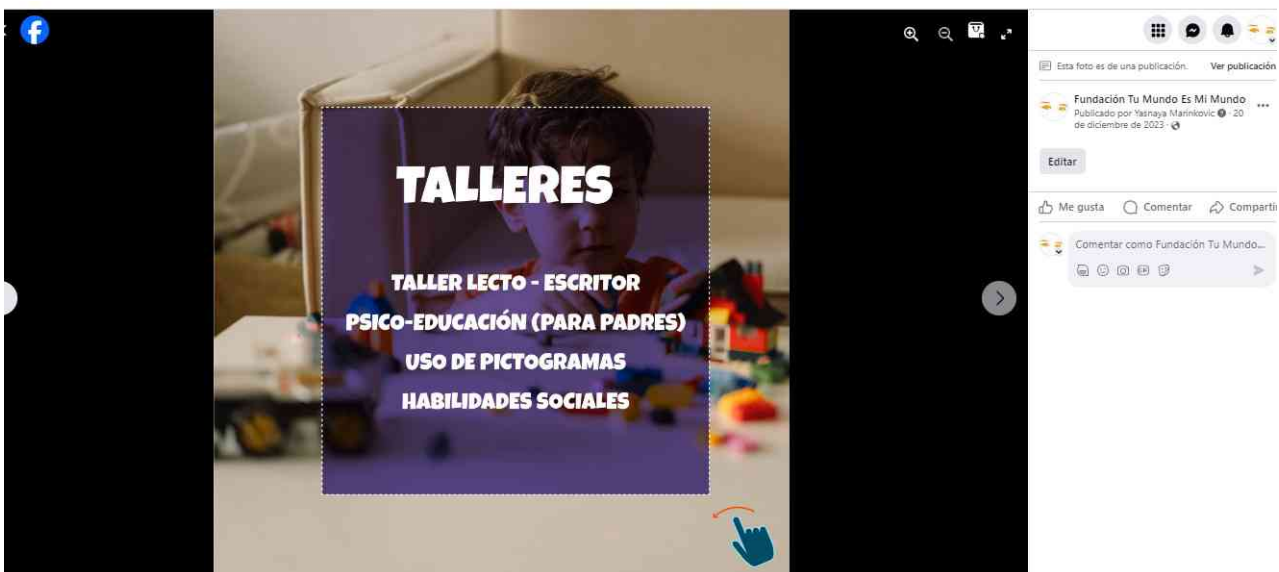 TALLERES
TALLER LECTO - ESCRITOR
PSICO-EDUCACIÓN (PARA PADRES)
USO DE PICTOGRAMAS
HABILIDADES SOCIALES
Esta foto es de una publicación. Ver publicación
Fundación Tu Mundo Es Mi Mundo
Publicado por Yasnaya Marinkovic · 20
de diciembre de 2023 ·
Editar
Me gusta Comentar Compartir
Comentar como Fundación Tu Mundo...